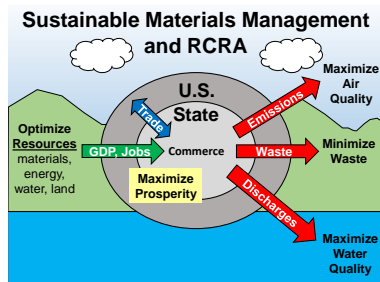 Sustainable Materials Management
and RCRA
Maximize
Air
Quality
U.S.
State
Emissions
Trade
Optimize
Resources
materials,
energy,
water, land
GDP, Jobs
Commerce
Waste
Minimize
Waste
Maximize
Prosperity
Discharges
Maximize
Water
Quality